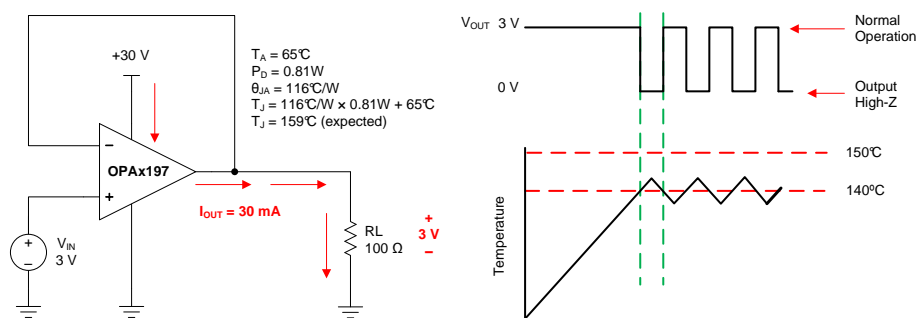 +30 V
T_A = 65°C
P_D = 0.81W
θ_JA = 116°C/W
T_J = 116°C/W × 0.81W + 65°C
T_J = 159°C (expected)
–
OPAx197
+
I_OUT = 30 mA
+
–
V_IN
3 V
RL
100 Ω
+
3 V
–
V_OUT 3 V
0 V
Normal
Operation
Output
High-Z
150°C
140ºC
Temperature